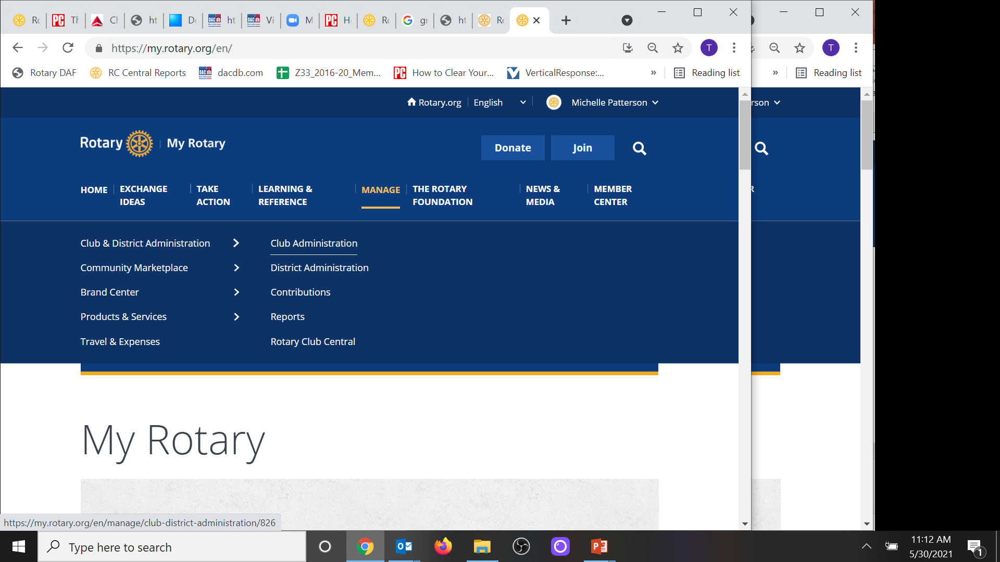 Rc Th Ch ht De ht Vi M H Rc gr ht Rc
https://my.rotary.org/en/
T T
Rotary DAF RC Central Reports dacdb.com Z33_2016-20_Mem... How to Clear Your... VerticalResponse:... » Reading list » Reading list
Rotary.org English Michelle Patterson rson
Rotary My Rotary
Donate Join
HOME
EXCHANGE
IDEAS
TAKE
ACTION
LEARNING &
REFERENCE
MANAGE
THE ROTARY
FOUNDATION
NEWS &
MEDIA
MEMBER
CENTER
R
Club & District Administration
Community Marketplace
Brand Center
Products & Services
Travel & Expenses
Club Administration
District Administration
Contributions
Reports
Rotary Club Central
My Rotary
https://my.rotary.org/en/manage/club-district-administration/826
Type here to search
11:12 AM
5/30/2021
1